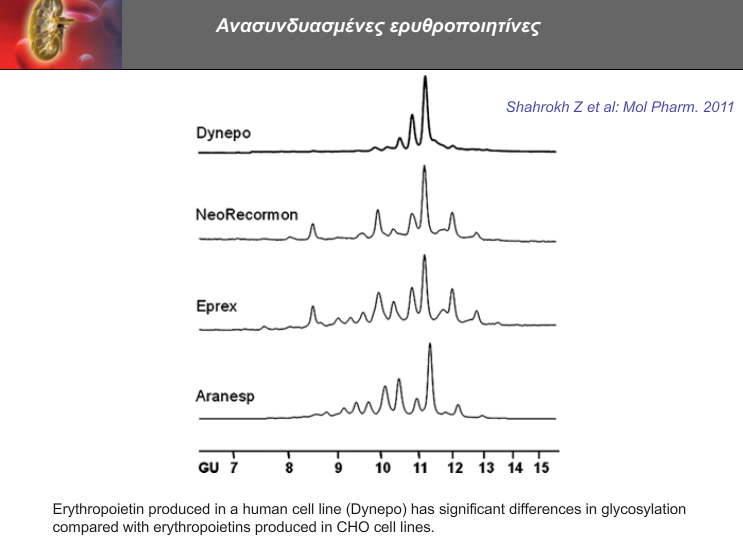 Ανασυνδυασμένες ερυθροποιητίνες
Shahrokh Z et al: Mol Pharm. 2011
Dynepo
NeoRecormon
Eprex
Aranesp
GU 7 8 9 10 11 12 13 14 15
Erythropoietin produced in a human cell line (Dynepo) has significant differences in glycosylation
compared with erythropoietins produced in CHO cell lines.